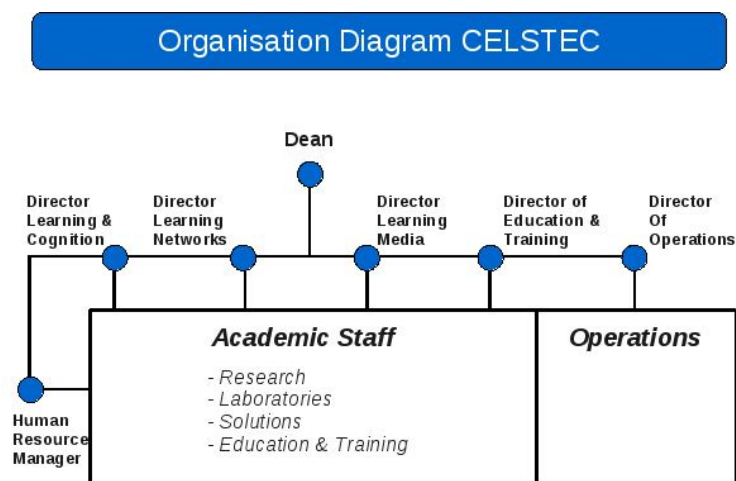 Organisation Diagram CELSTEC
Dean
Director
Learning &
Cognition
Director
Learning
Networks
Director
Learning
Media
Director of
Education &
Training
Director
Of
Operations
Academic Staff
- Research
- Laboratories
- Solutions
- Education & Training
Operations
Human
Resource
Manager